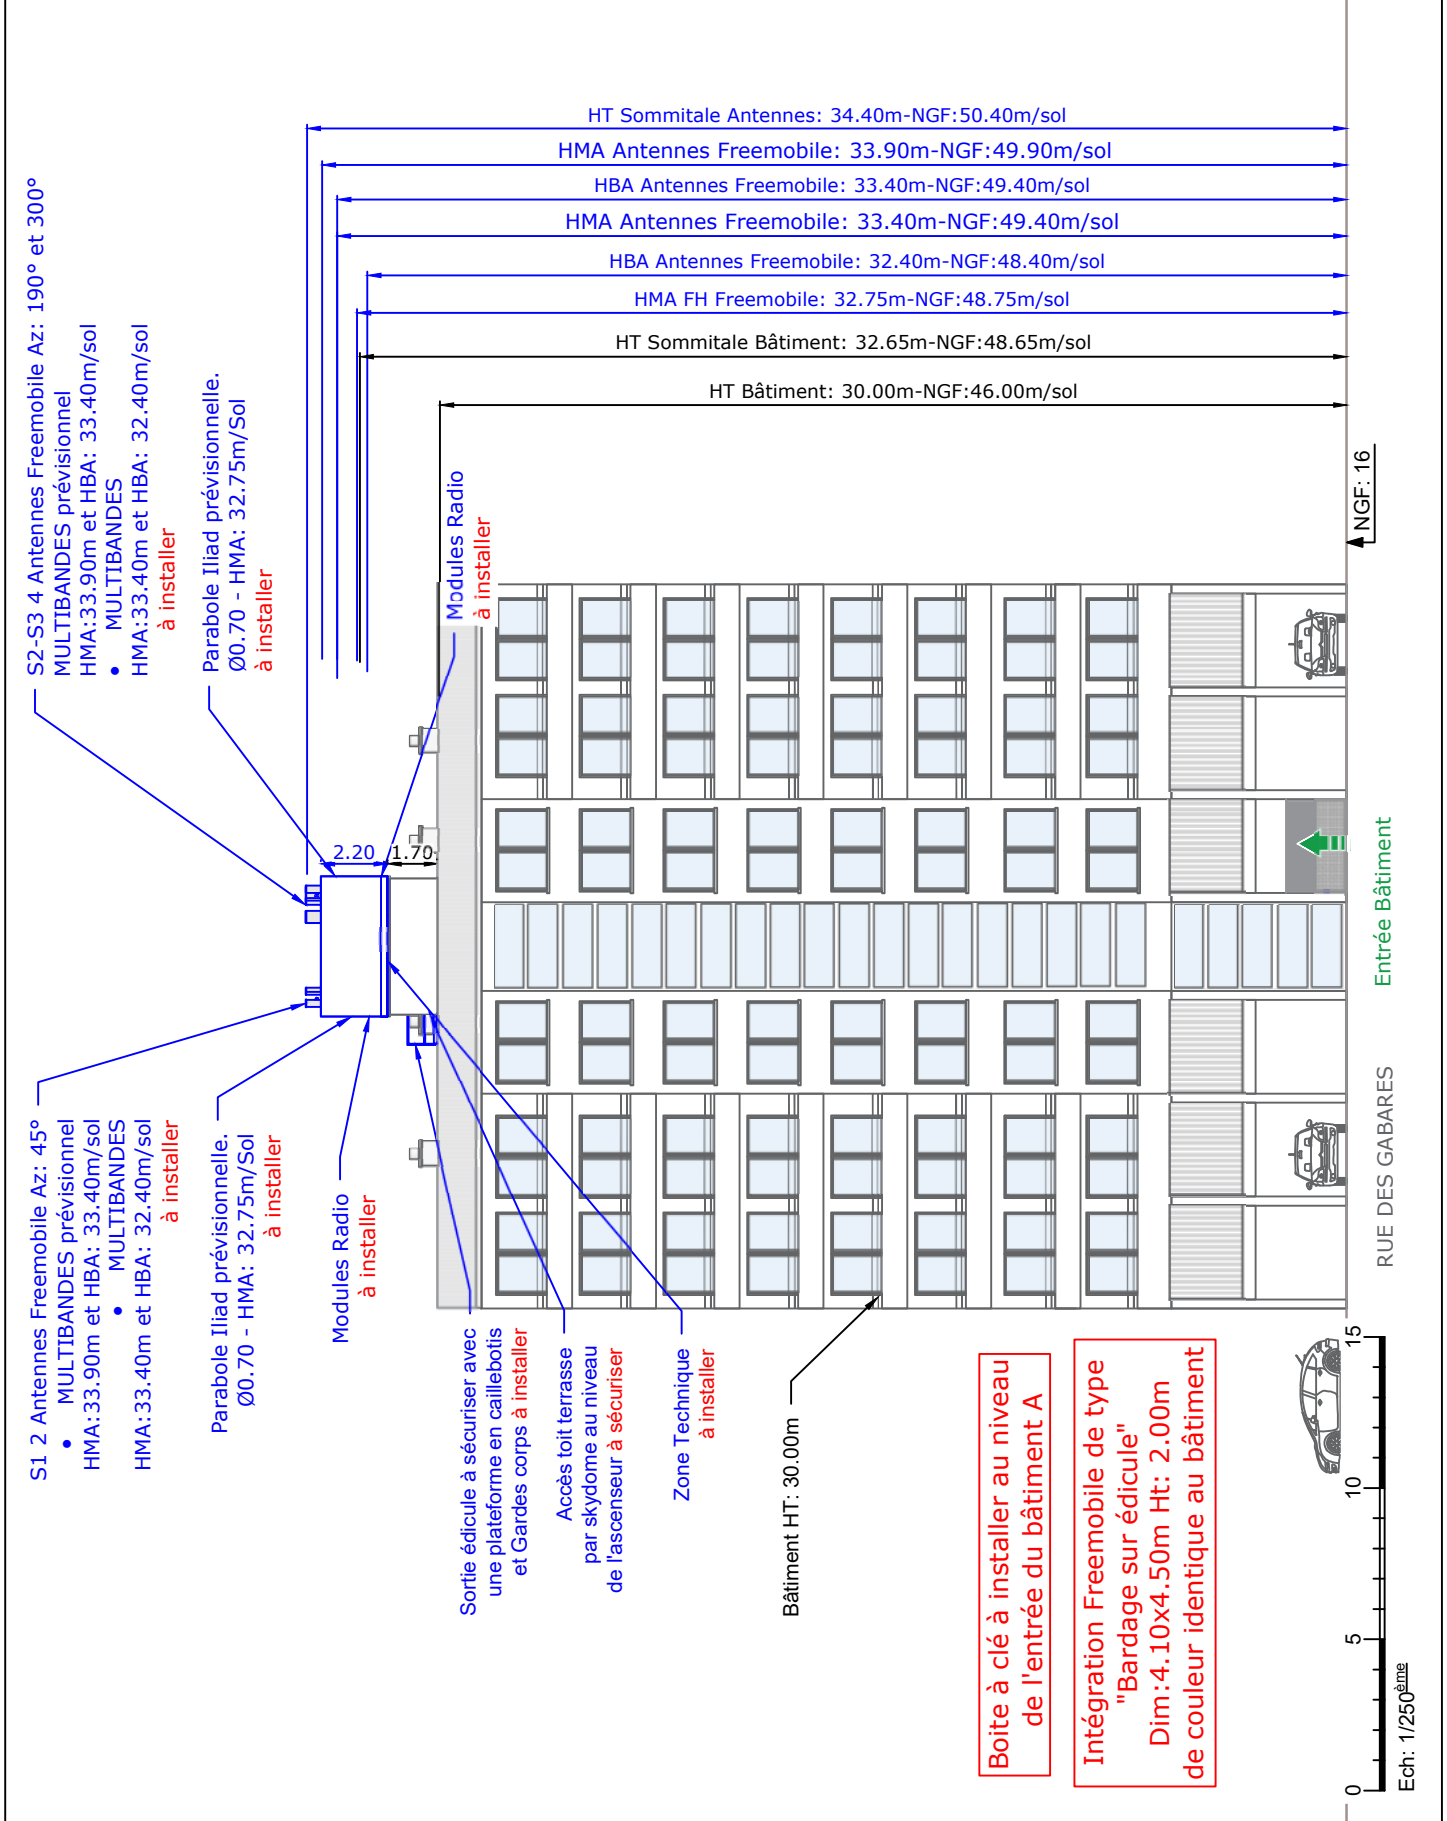 HT Sommitale Antennes: 34.40m-NGF:50.40m/sol
HMA Antennes Freemobile: 33.90m-NGF:49.90m/sol
HBA Antennes Freemobile: 33.40m-NGF:49.40m/sol
HMA Antennes Freemobile: 33.40m-NGF:49.40m/sol
HBA Antennes Freemobile: 32.40m-NGF:48.40m/sol
HMA FH Freemobile: 32.75m-NGF:48.75m/sol
HT Sommitale Bâtiment: 32.65m-NGF:48.65m/sol
HT Bâtiment: 30.00m-NGF:46.00m/sol
S2-S3 4 Antennes Freemobile Az: 190° et 300°
MULTIBANDES prévisionnel
HMA:33.90m et HBA: 33.40m/sol
• MULTIBANDES
HMA:33.40m et HBA: 32.40m/sol
à installer
Parabole Iliad prévisionnelle.
Ø0.70 - HMA: 32.75m/Sol
à installer
Modules Radio
à installer
NGF: 16
2.20
1.70
S1 2 Antennes Freemobile Az: 45°
• MULTIBANDES prévisionnel
HMA:33.90m et HBA: 33.40m/sol
• MULTIBANDES
HMA:33.40m et HBA: 32.40m/sol
à installer
Parabole Iliad prévisionnelle.
Ø0.70 - HMA: 32.75m/Sol
à installer
Modules Radio
à installer
Sortie édicule à sécuriser avec
une plateforme en caillebotis
et Gardes corps à installer
Accès toit terrasse
par skydome au niveau
de l'ascenseur à sécuriser
Zone Technique
à installer
Bâtiment HT: 30.00m
Entrée Bâtiment
RUE DES GABARES
Boite à clé à installer au niveau
de l'entrée du bâtiment A
Intégration Freemobile de type
"Bardage sur édicule"
Dim:4.10x4.50m Ht: 2.00m
de couleur identique au bâtiment
0 5 10 15
Ech: 1/250ème